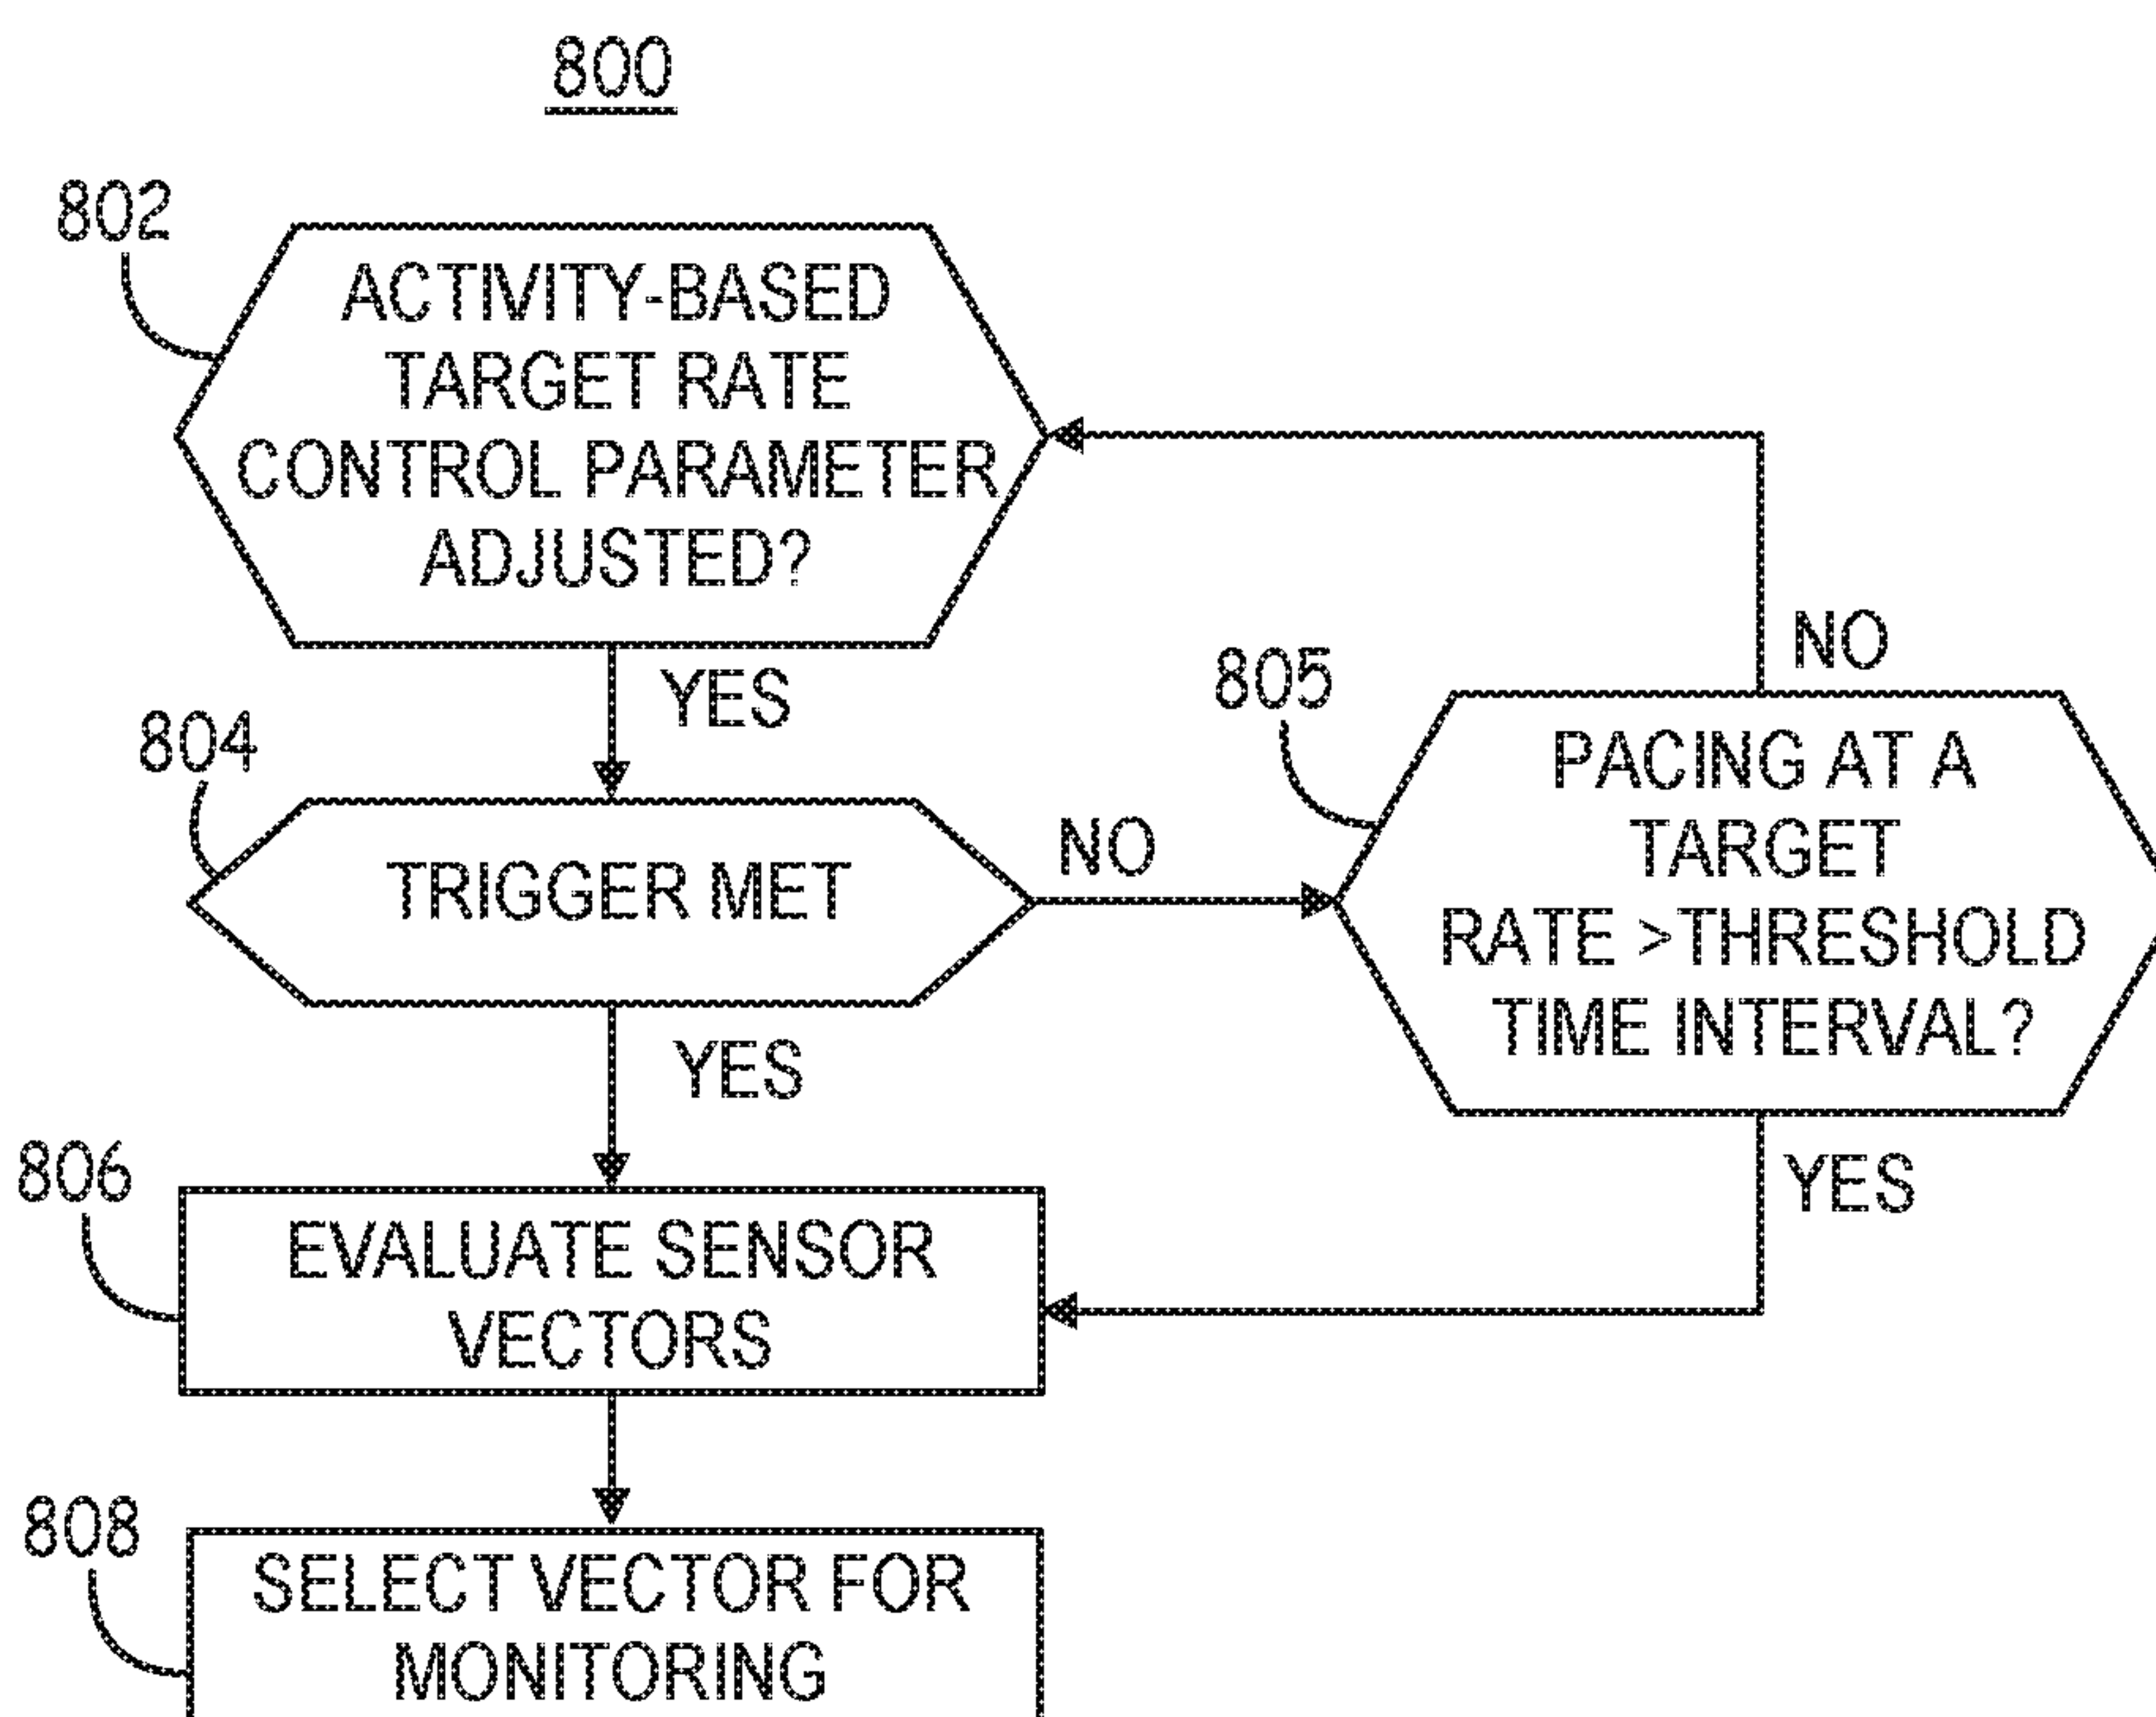 800
802
ACTIVITY-BASED
TARGET RATE
CONTROL PARAMETER
ADJUSTED?
YES
804
TRIGGER MET
NO
805
PACING AT A
TARGET
RATE >THRESHOLD
TIME INTERVAL?
NO
YES
YES
806
EVALUATE SENSOR
VECTORS
808
SELECT VECTOR FOR
MONITORING